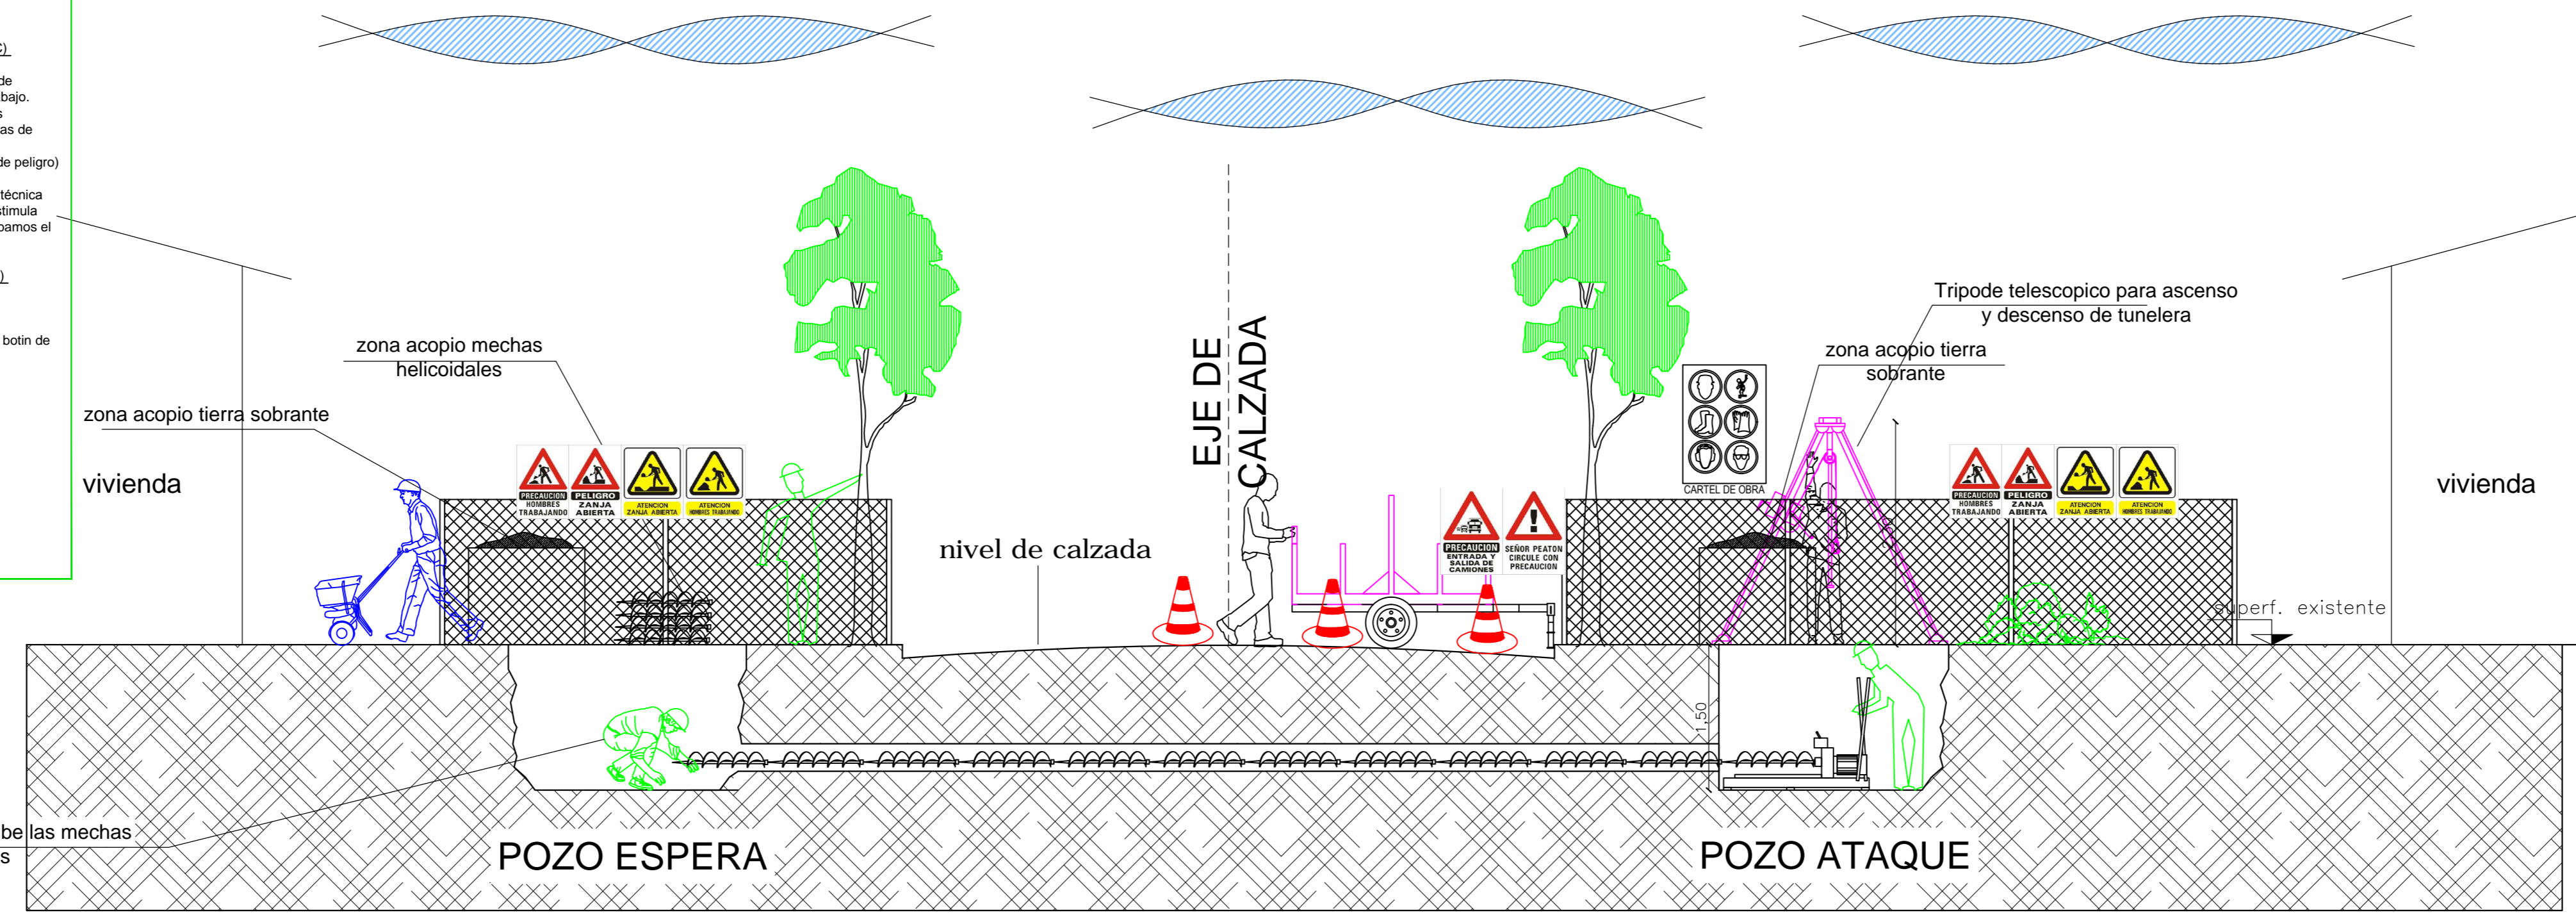 C)
de
bajo.
s
as de
de peligro)
técnica
stimula
pamos el
)
botin de
zona acopio mechas
helicoidales
zona acopio tierra sobrante
vivienda
PRECAUCION
HOMBRES
TRABAJANDO
PELIGRO
ZANJA
ABIERTA
ATENCION
ZANJA ABIERTA
ATENCION
HOMBRES TRABAJANDO
nivel de calzada
EJE DE
CALZADA
PRECAUCION
ENTRADA Y
SALIDA DE
CAMIONES
SEÑOR PEATON
CIRCULE CON
PRECAUCION
CARTEL DE OBRA
Tripode telescopico para ascenso
y descenso de tunelera
zona acopio tierra
sobrante
PRECAUCION
HOMBRES
TRABAJANDO
PELIGRO
ZANJA
ABIERTA
ATENCION
ZANJA ABIERTA
ATENCION
HOMBRES TRABAJANDO
vivienda
superf. existente
1,50
be las mechas
s
POZO ESPERA
POZO ATAQUE